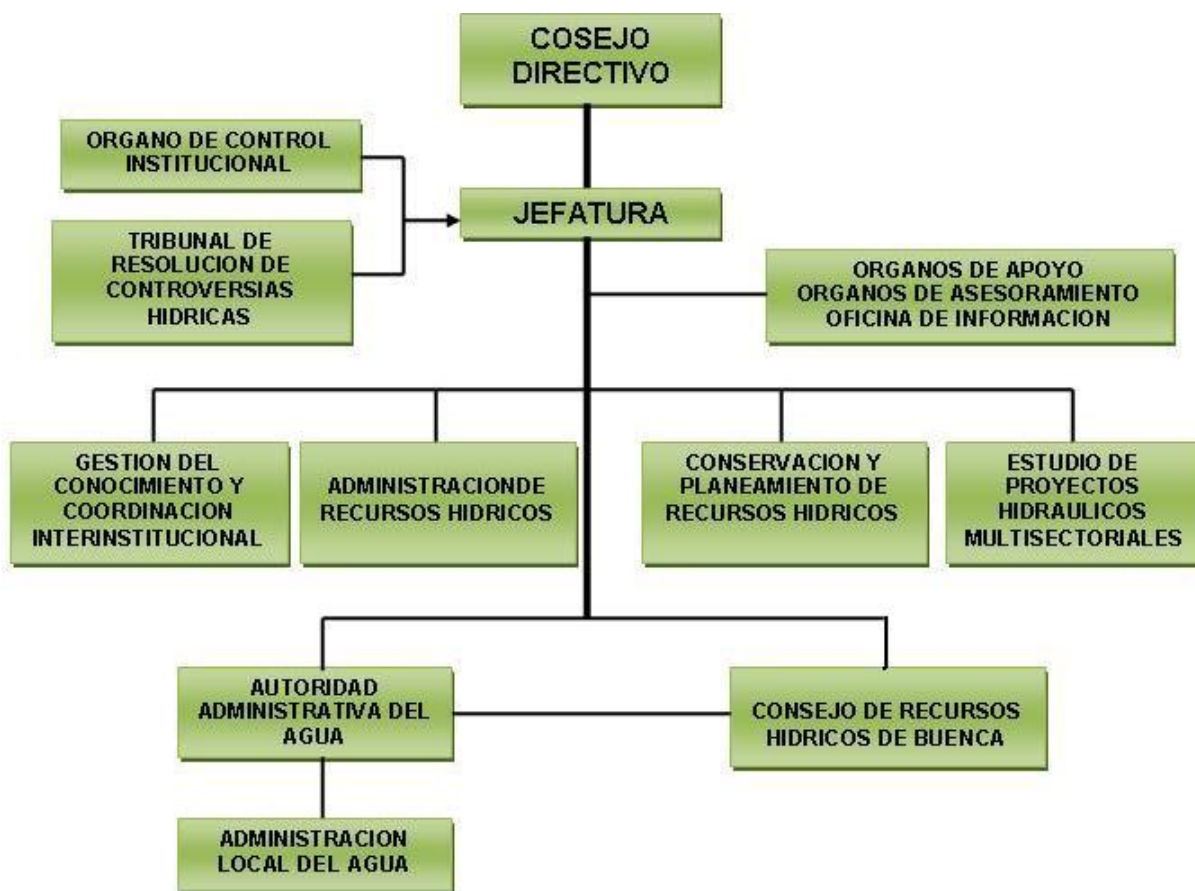 COSEJO
DIRECTIVO
ORGANO DE CONTROL
INSTITUCIONAL
JEFATURA
TRIBUNAL DE
RESOLUCION DE
CONTROVERSIAS
HIDRICAS
ORGANOS DE APOYO
ORGANOS DE ASESORAMIENTO
OFICINA DE INFORMACION
GESTION DEL
CONOCIMIENTO Y
COORDINACION
INTERINSTITUCIONAL
ADMINISTRACIONDE
RECURSOS HIDRICOS
CONSERVACION Y
PLANEAMIENTO DE
RECURSOS HIDRICOS
ESTUDIO DE
PROYECTOS
HIDRAULICOS
MULTISECTORIALES
AUTORIDAD
ADMINISTRATIVA DEL
AGUA
CONSEJO DE RECURSOS
HIDRICOS DE BUENCA
ADMINISTRACION
LOCAL DEL AGUA